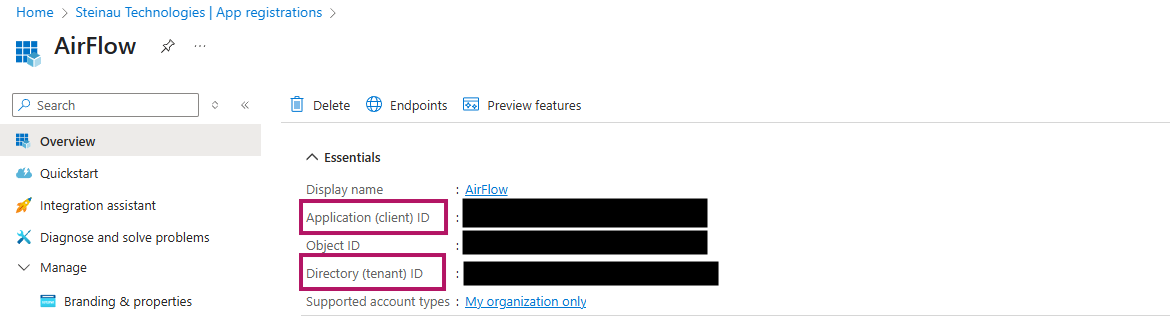 Home > Steinau Technologies | App registrations >
AirFlow
Search
Delete
Endpoints
Preview features
Overview
Quickstart
Integration assistant
Diagnose and solve problems
Manage
Branding & properties
Essentials
Display name : AirFlow
Application (client) ID :
Object ID :
Directory (tenant) ID :
Supported account types : My organization only